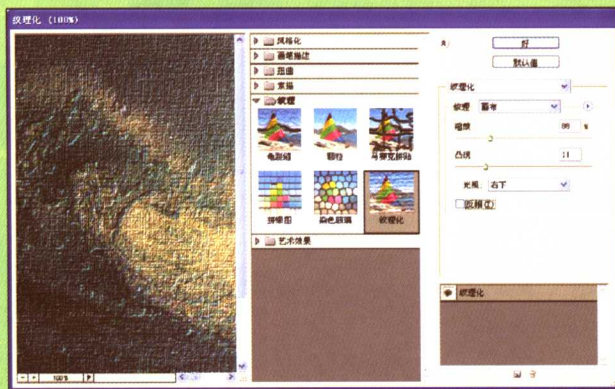 纹理化 (100%)
风格化
画笔描边
扭曲
素描
纹理
龟裂缝
颗粒
马赛克拼贴
拼缀图
染色玻璃
纹理化
艺术效果
好
默认值
纹理化
纹理
画布
缩放
%
凸现
11
光照:
右下
反相(I)
纹理化
100%